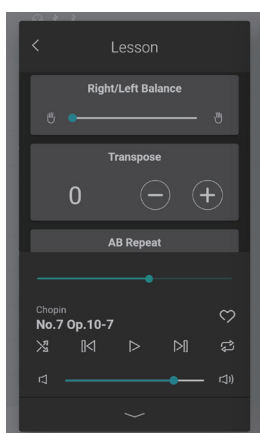 Lesson
Right/Left Balance
Transpose
0
AB Repeat
Chopin
No.7 Op.10-7